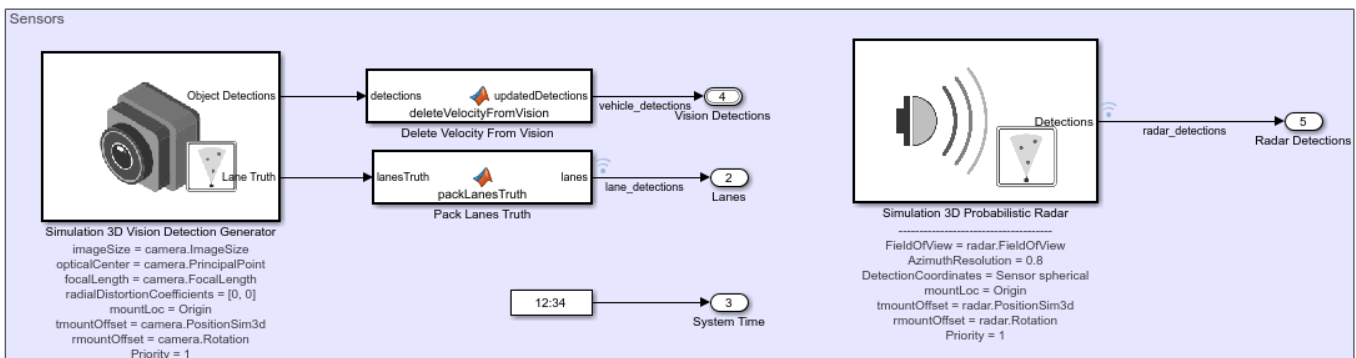 Sensors
Object Detections
Lane Truth
Simulation 3D Vision Detection Generator
imageSize = camera.ImageSize
opticalCenter = camera.PrincipalPoint
focalLength = camera.FocalLength
radialDistortionCoefficients = [0, 0]
mountLoc = Origin
tmountOffset = camera.PositionSim3d
rmountOffset = camera.Rotation
Priority = 1
detections
updatedDetections
deleteVelocityFromVision
Delete Velocity From Vision
vehicle_detections
4
Vision Detections
lanesTruth
lanes
packLanesTruth
Pack Lanes Truth
lane_detections
2
Lanes
12:34
3
System Time
Detections
Simulation 3D Probabilistic Radar
-------------------------------------
FieldOfView = radar.FieldOfView
AzimuthResolution = 0.8
DetectionCoordinates = Sensor spherical
mountLoc = Origin
tmountOffset = radar.PositionSim3d
rmountOffset = radar.Rotation
Priority = 1
radar_detections
5
Radar Detections